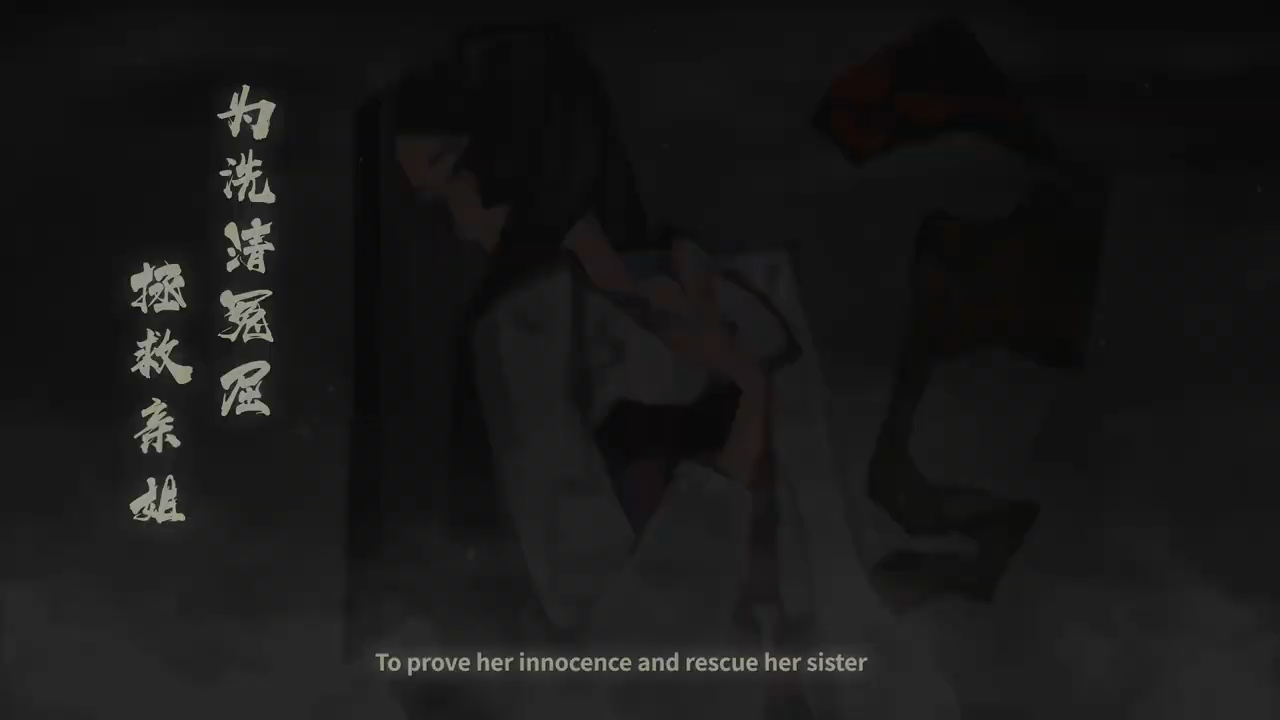 为洗清冤屈
拯救亲姐
To prove her innocence and rescue her sister